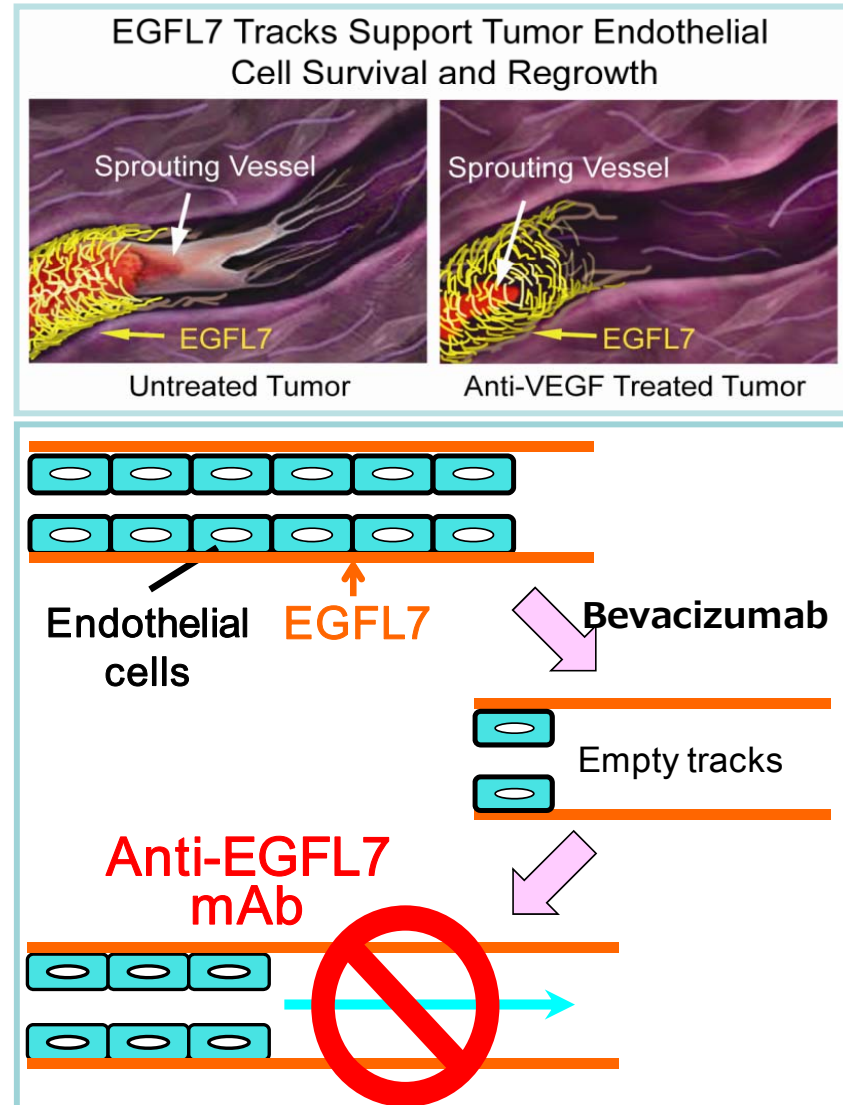 EGFL7 Tracks Support Tumor Endothelial
Cell Survival and Regrowth
Sprouting Vessel
EGFL7
Untreated Tumor
Sprouting Vessel
EGFL7
Anti-VEGF Treated Tumor
Endothelial
cells
EGFL7
Bevacizumab
Empty tracks
Anti-EGFL7
mAb